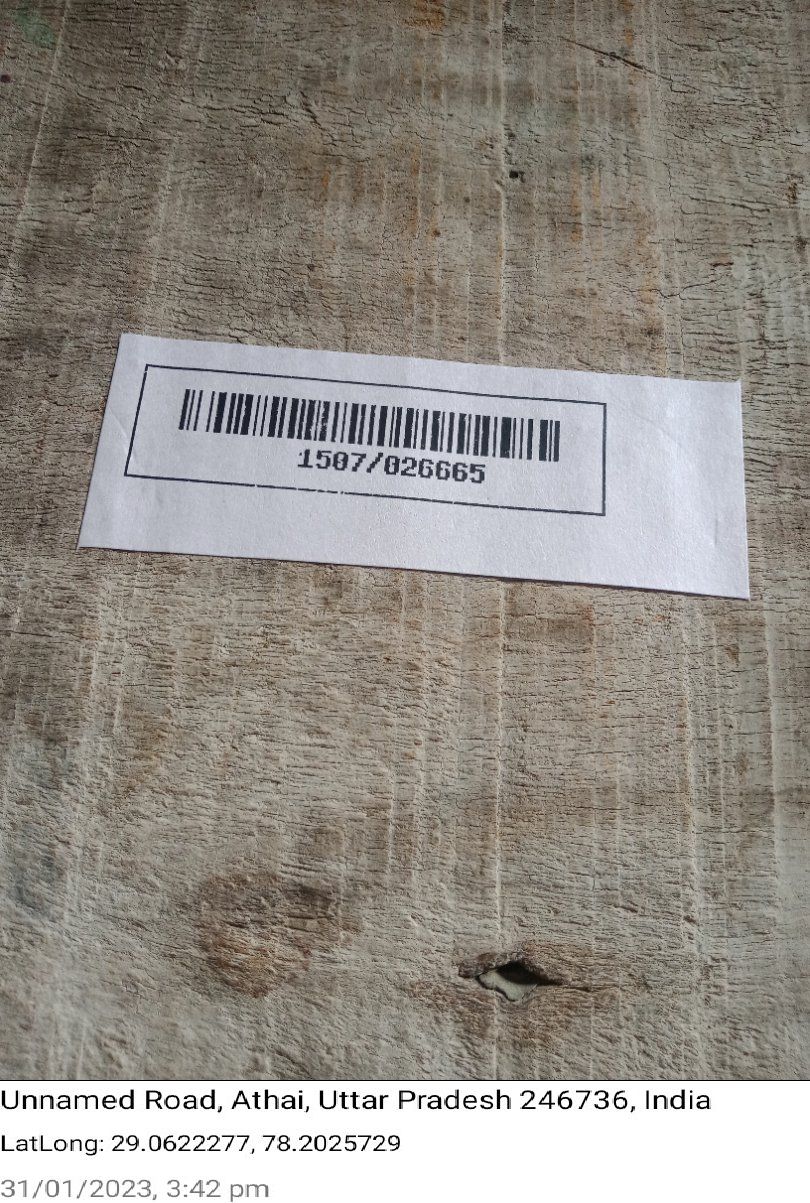 1507/026665
Unnamed Road, Athai, Uttar Pradesh 246736, India
LatLong: 29.0622277, 78.2025729
31/01/2023, 3:42 pm